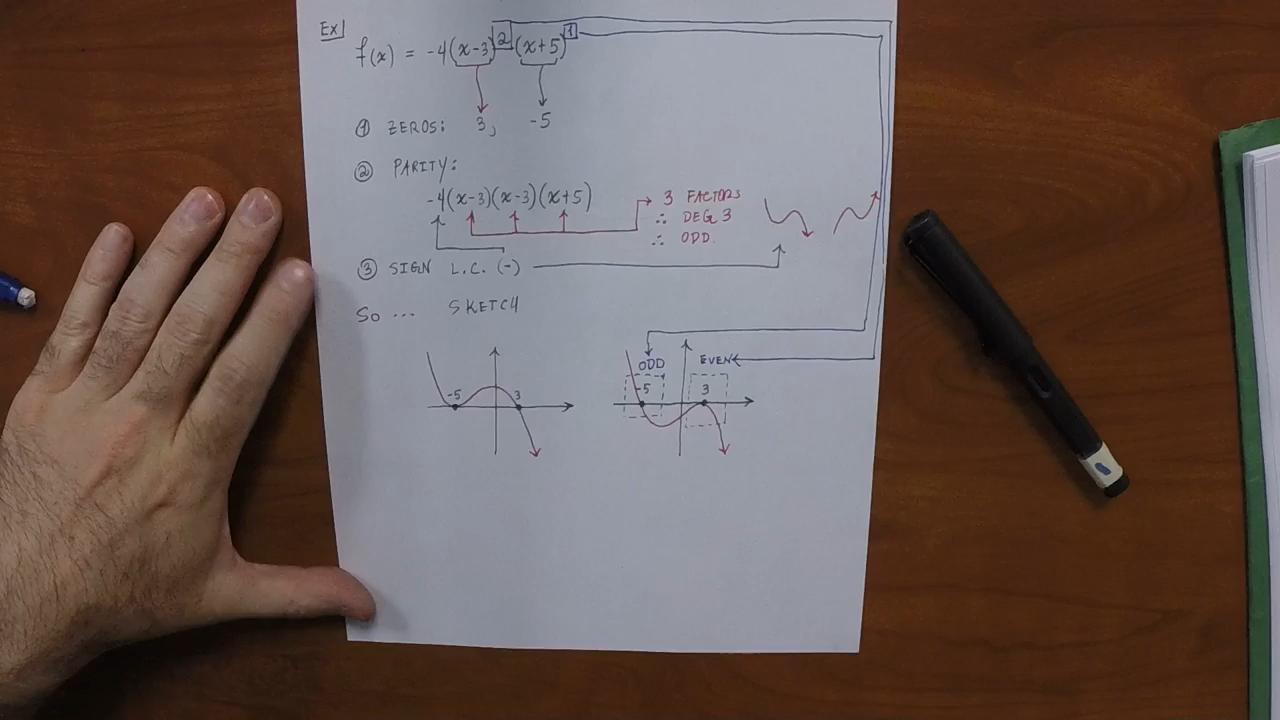 Ex1
f(x) = -4(x-3)²(x+5)¹
① ZEROS: 3, -5
② PARITY:
-4(x-3)(x-3)(x+5)
3 FACTORS
∴ DEG 3
∴ ODD.
③ SIGN L.C. (-)
So ... SKETCH
-5 3
ODD EVEN
-5 3